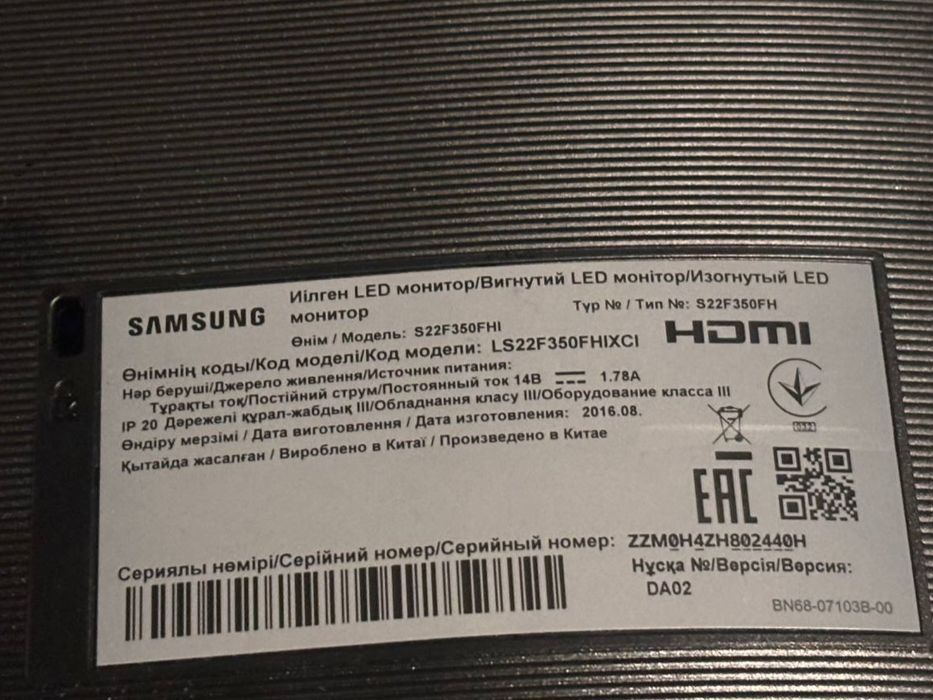 SAMSUNG
Иілген LED монитор/Вигнутий LED монітор/Изогнутый LED
монитор
Түр № / Тип №: S22F350FH
Өнім / Модель: S22F350FHI
HDMI
Өнімнің коды/Код моделі/Код модели: LS22F350FHIXCI
Нәр беруші/Джерело живлення/Источник питания:
Тұрақты тоқ/Постійний струм/Постоянный ток 14В 1.78А
IP 20 Дәрежелі құрал-жабдық III/Обладнання класу III/Оборудование класса III
Өндіру мерзімі / Дата виготовлення / Дата изготовления: 2016.08.
Қытайда жасалған / Вироблено в Китаї / Произведено в Китае
032
EAC
Сериялы нөмірі/Серійний номер/Серийный номер: ZZM0H4ZH802440H
Нұсқа №/Версія/Версия:
DA02
BN68-07103B-00